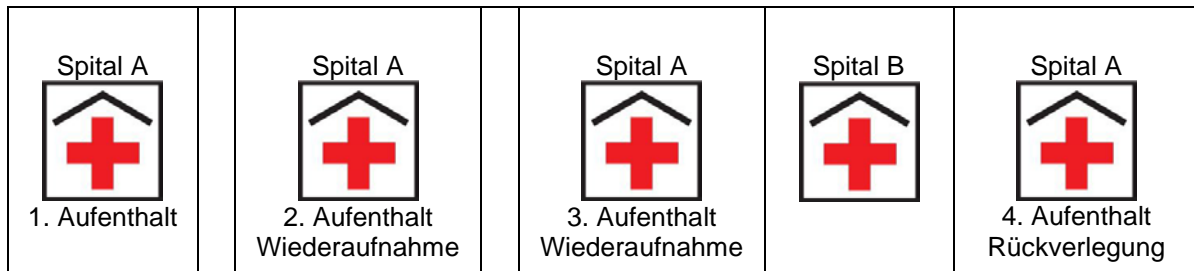 Spital A
1. Aufenthalt
Spital A
2. Aufenthalt
Wiederaufnahme
Spital A
3. Aufenthalt
Wiederaufnahme
Spital B
Spital A
4. Aufenthalt
Rückverlegung